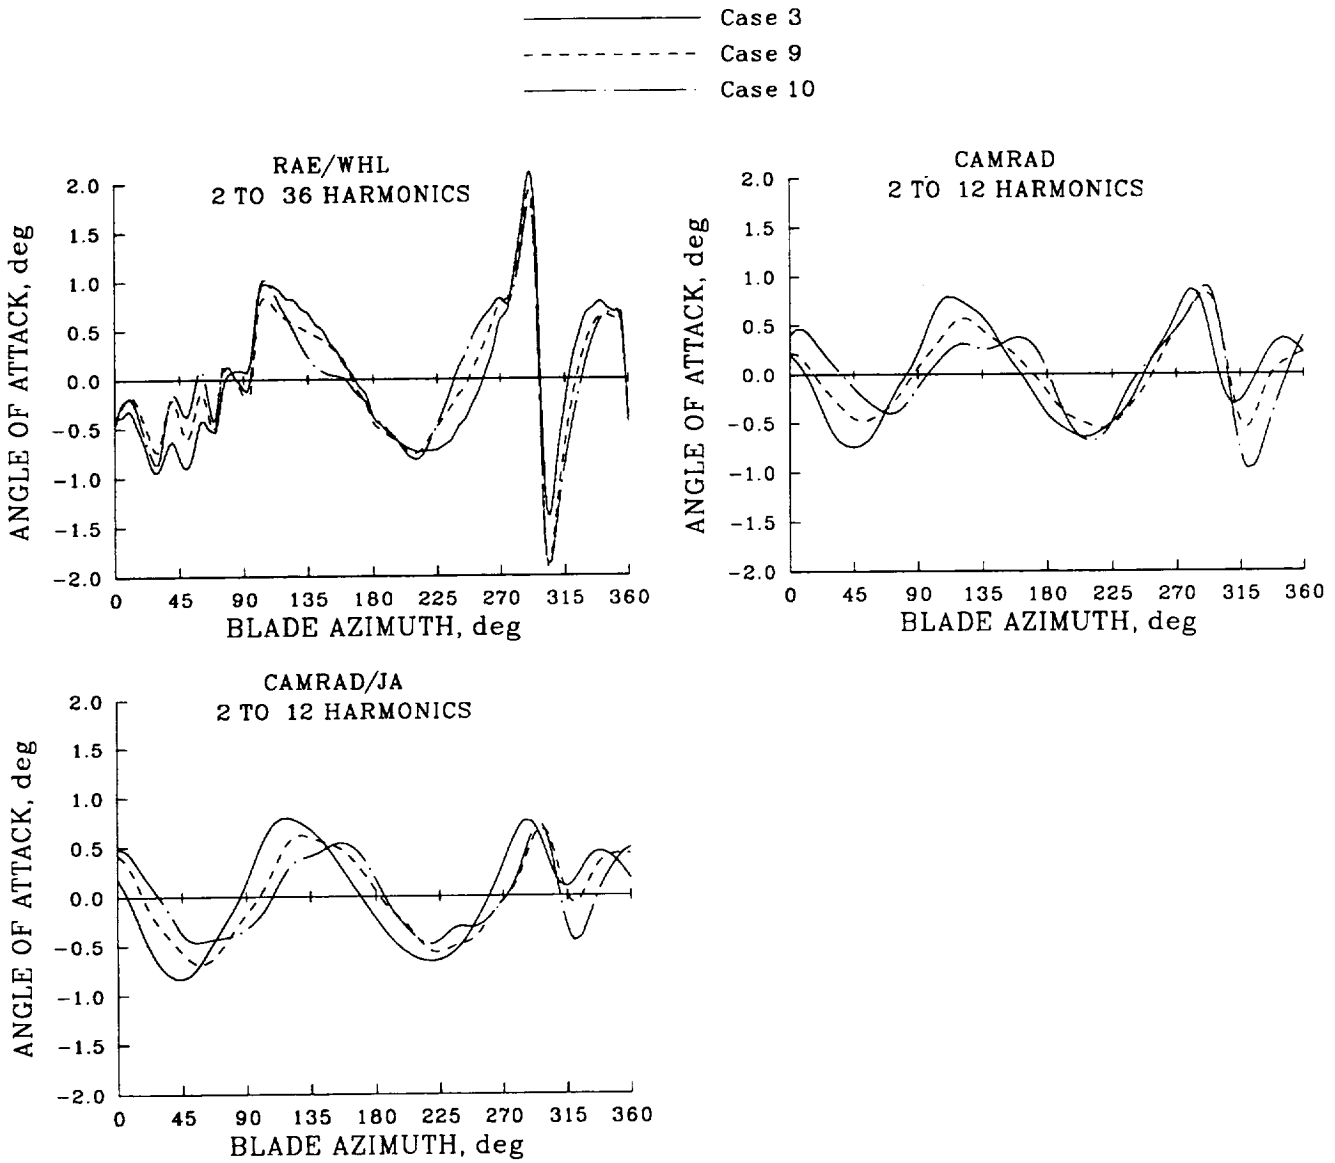 Case 3
Case 9
Case 10
RAE/WHL
2 TO 36 HARMONICS
2.0
1.5
1.0
0.5
0.0
-0.5
-1.0
-1.5
-2.0
ANGLE OF ATTACK, deg
0 45 90 135 180 225 270 315 360
BLADE AZIMUTH, deg
CAMRAD
2 TO 12 HARMONICS
2.0
1.5
1.0
0.5
0.0
-0.5
-1.0
-1.5
-2.0
ANGLE OF ATTACK, deg
0 45 90 135 180 225 270 315 360
BLADE AZIMUTH, deg
CAMRAD/JA
2 TO 12 HARMONICS
2.0
1.5
1.0
0.5
0.0
-0.5
-1.0
-1.5
-2.0
ANGLE OF ATTACK, deg
0 45 90 135 180 225 270 315 360
BLADE AZIMUTH, deg